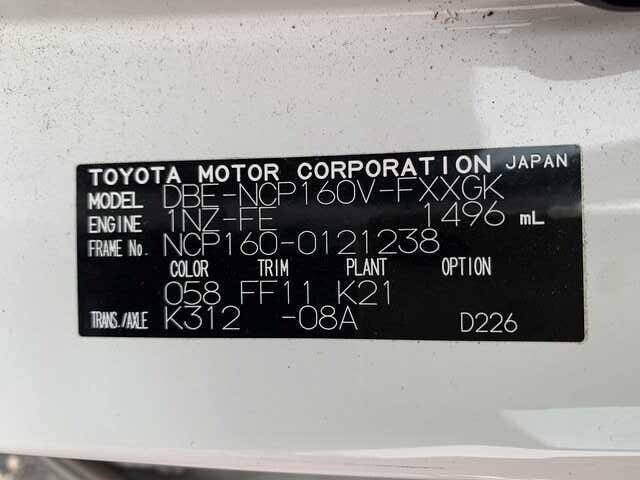 TOYOTA MOTOR CORPORATION JAPAN
MODEL DBE-NCP160V-FXXGK
ENGINE 1NZ-FE 1496 mL
FRAME No. NCP160-0121238
COLOR TRIM PLANT OPTION
058 FF11 K21
TRANS./AXLE K312 -08A D226